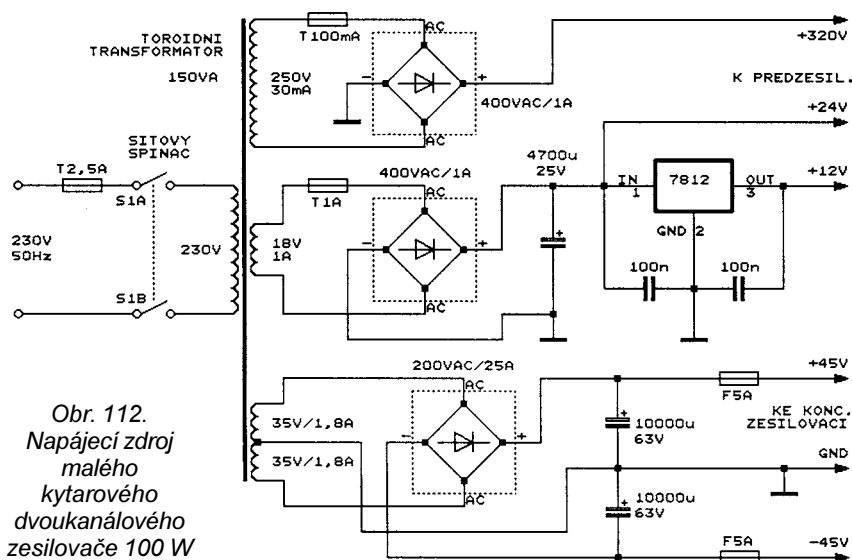 TOROIDNI
TRANSFORMATOR
150VA
T100mA
AC
250V
30mA
-
+
400VAC/1A
AC
+320V
K PREDZESIL.
+24V
SITOVY
SPINAC
T2,5A
S1A
230V
50Hz
S1B
230V
400VAC/1A
AC
T1A
18V
1A
-
+
AC
4700u
25V
+
IN
1
7812
OUT
3
GND 2
+12V
100n
100n
200VAC/25A
AC
35V/1,8A
35V/1,8A
-
+
AC
+
10000u
63V
+
10000u
63V
F5A
+45V
KE KONC.
ZESILOVACI
GND
F5A
-45V
Obr. 112.
Napájecí zdroj
malého
kytarového
dvoukanálového
zesilovače 100 W